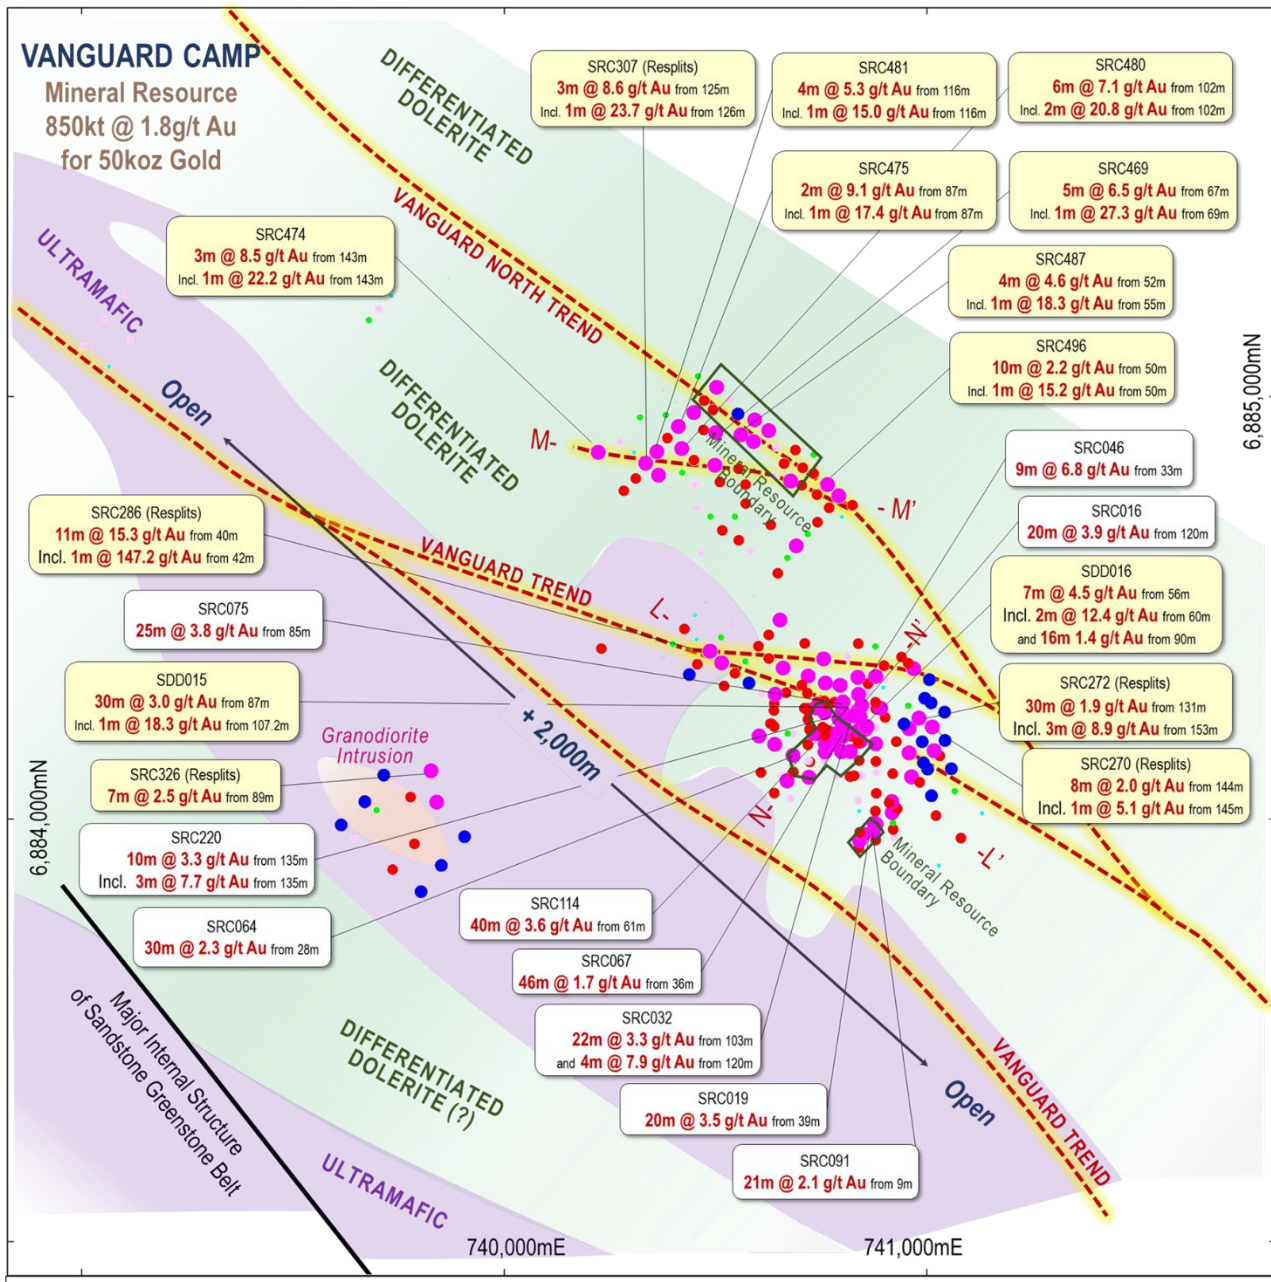 VANGUARD CAMP
Mineral Resource
850kt @ 1.8g/t Au
for 50koz Gold
DIFFERENTIATED
DOLERITE
SRC307 (Resplits)
3m @ 8.6 g/t Au from 125m
Incl. 1m @ 23.7 g/t Au from 126m
SRC481
4m @ 5.3 g/t Au from 116m
Incl. 1m @ 15.0 g/t Au from 116m
SRC480
6m @ 7.1 g/t Au from 102m
Incl. 2m @ 20.8 g/t Au from 102m
SRC475
2m @ 9.1 g/t Au from 87m
Incl. 1m @ 17.4 g/t Au from 87m
SRC469
5m @ 6.5 g/t Au from 67m
Incl. 1m @ 27.3 g/t Au from 69m
VANGUARD NORTH TREND
ULTRAMAFIC
SRC474
3m @ 8.5 g/t Au from 143m
Incl. 1m @ 22.2 g/t Au from 143m
SRC487
4m @ 4.6 g/t Au from 52m
Incl. 1m @ 18.3 g/t Au from 55m
SRC496
10m @ 2.2 g/t Au from 50m
Incl. 1m @ 15.2 g/t Au from 50m
6,885,000mN
Open
DIFFERENTIATED
DOLERITE
M-
- M'
Mineral Resource
Boundary
SRC046
9m @ 6.8 g/t Au from 33m
SRC016
20m @ 3.9 g/t Au from 120m
SRC286 (Resplits)
11m @ 15.3 g/t Au from 40m
Incl. 1m @ 147.2 g/t Au from 42m
VANGUARD TREND
SDD016
7m @ 4.5 g/t Au from 56m
Incl. 2m @ 12.4 g/t Au from 60m
and 16m 1.4 g/t Au from 90m
SRC075
25m @ 3.8 g/t Au from 85m
L-
-N'
SDD015
30m @ 3.0 g/t Au from 87m
Incl. 1m @ 18.3 g/t Au from 107.2m
SRC272 (Resplits)
30m @ 1.9 g/t Au from 131m
Incl. 3m @ 8.9 g/t Au from 153m
Granodiorite
Intrusion
+ 2,000m
SRC326 (Resplits)
7m @ 2.5 g/t Au from 89m
SRC270 (Resplits)
8m @ 2.0 g/t Au from 144m
Incl. 1m @ 5.1 g/t Au from 145m
6,884,000mN
N-
-L'
Mineral Resource
Boundary
SRC220
10m @ 3.3 g/t Au from 135m
Incl. 3m @ 7.7 g/t Au from 135m
SRC064
30m @ 2.3 g/t Au from 28m
SRC114
40m @ 3.6 g/t Au from 61m
SRC067
46m @ 1.7 g/t Au from 36m
SRC032
22m @ 3.3 g/t Au from 103m
and 4m @ 7.9 g/t Au from 120m
SRC019
20m @ 3.5 g/t Au from 39m
SRC091
21m @ 2.1 g/t Au from 9m
Major Internal Structure
of Sandstone Greenstone Belt
DIFFERENTIATED
DOLERITE (?)
Open
VANGUARD TREND
ULTRAMAFIC
740,000mE
741,000mE